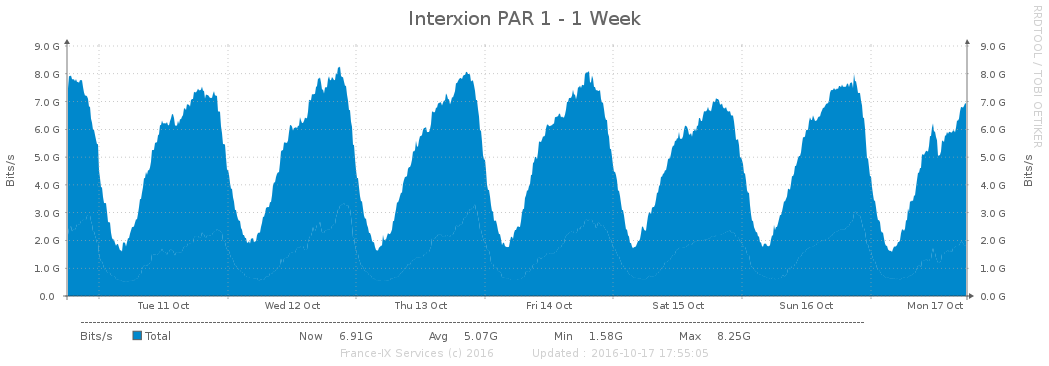 Interxion PAR 1 - 1 Week
RRDTOOL / TOBI OETIKER
Bits/s
9.0 G 9.0 G
8.0 G 8.0 G
7.0 G 7.0 G
6.0 G 6.0 G
5.0 G 5.0 G
4.0 G 4.0 G
3.0 G 3.0 G
2.0 G 2.0 G
1.0 G 1.0 G
0.0 0.0 G
Bits/s
Tue 11 Oct Wed 12 Oct Thu 13 Oct Fri 14 Oct Sat 15 Oct Sun 16 Oct Mon 17 Oct
Bits/s Total Now 6.91G Avg 5.07G Min 1.58G Max 8.25G
France-IX Services (c) 2016 Updated : 2016-10-17 17:55:05